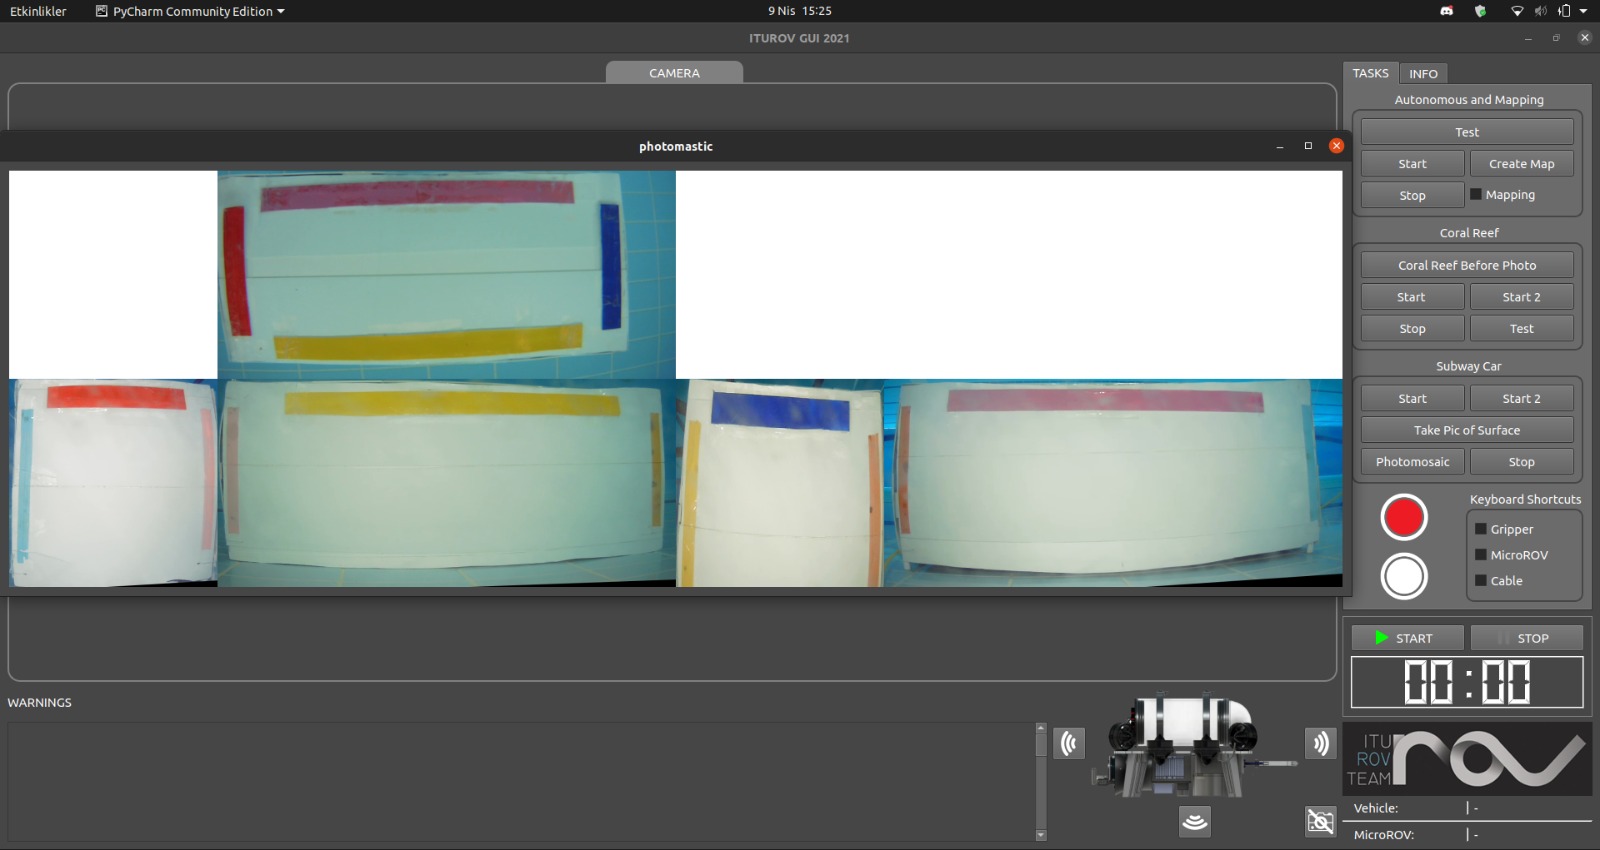 Etkinlikler PyCharm Community Edition 9 Nis 15:25
ITUROV GUI 2021
CAMERA
photomastic
TASKS INFO
Autonomous and Mapping
Test
Start Create Map
Stop Mapping
Coral Reef
Coral Reef Before Photo
Start Start 2
Stop Test
Subway Car
Start Start 2
Take Pic of Surface
Photomosaic Stop
Keyboard Shortcuts
Gripper
MicroROV
Cable
START STOP
00:00
WARNINGS
ITU
ROV
TEAM
rov
Vehicle: | -
MicroROV: | -